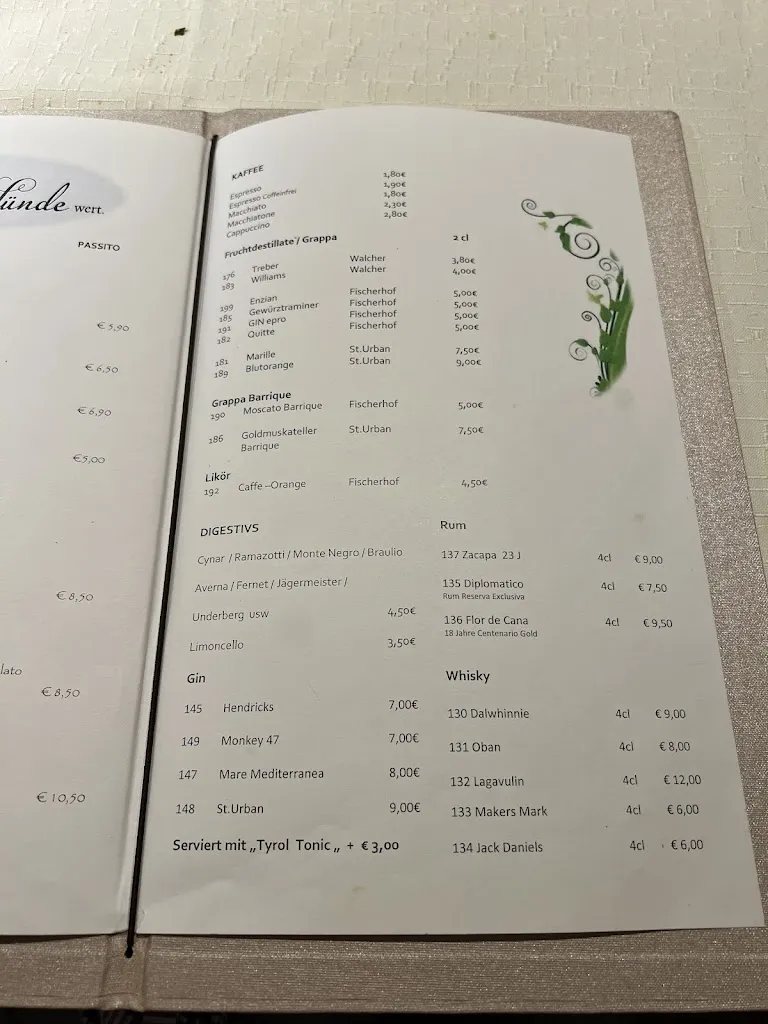 Sünde wert.
PASSITO
€ 5,90
€ 6,50
€ 6,90
€5,00
€ 8,50
lato
€ 8,50
€ 10,50
KAFFEE
Espresso 1,80€
Espresso Coffeinfrei 1,90€
Macchiato 1,80€
Macchiatone 2,30€
Cappuccino 2,80€
Fruchtdestillate / Grappa 2 cl
176 Treber Walcher 3,80€
183 Williams Walcher 4,00€
199 Enzian Fischerhof 5,00€
185 Gewürztraminer Fischerhof 5,00€
191 GIN epro Fischerhof 5,00€
182 Quitte Fischerhof 5,00€
181 Marille St.Urban 7,50€
189 Blutorange St.Urban 9,00€
Grappa Barrique
190 Moscato Barrique Fischerhof 5,00€
186 Goldmuskateller St.Urban 7,50€
Barrique
Likör
192 Caffe –Orange Fischerhof 4,50€
DIGESTIVS
Cynar / Ramazotti / Monte Negro / Braulio
Averna / Fernet / Jägermeister /
Underberg usw 4,50€
Limoncello 3,50€
Gin
145 Hendricks 7,00€
149 Monkey 47 7,00€
147 Mare Mediterranea 8,00€
148 St.Urban 9,00€
Serviert mit „Tyrol Tonic „ + € 3,00
Rum
137 Zacapa 23 J 4cl € 9,00
135 Diplomatico 4cl € 7,50
Rum Reserva Exclusiva
136 Flor de Cana 4cl € 9,50
18 Jahre Centenario Gold
Whisky
130 Dalwhinnie 4cl € 9,00
131 Oban 4cl € 8,00
132 Lagavulin 4cl € 12,00
133 Makers Mark 4cl € 6,00
134 Jack Daniels 4cl € 6,00